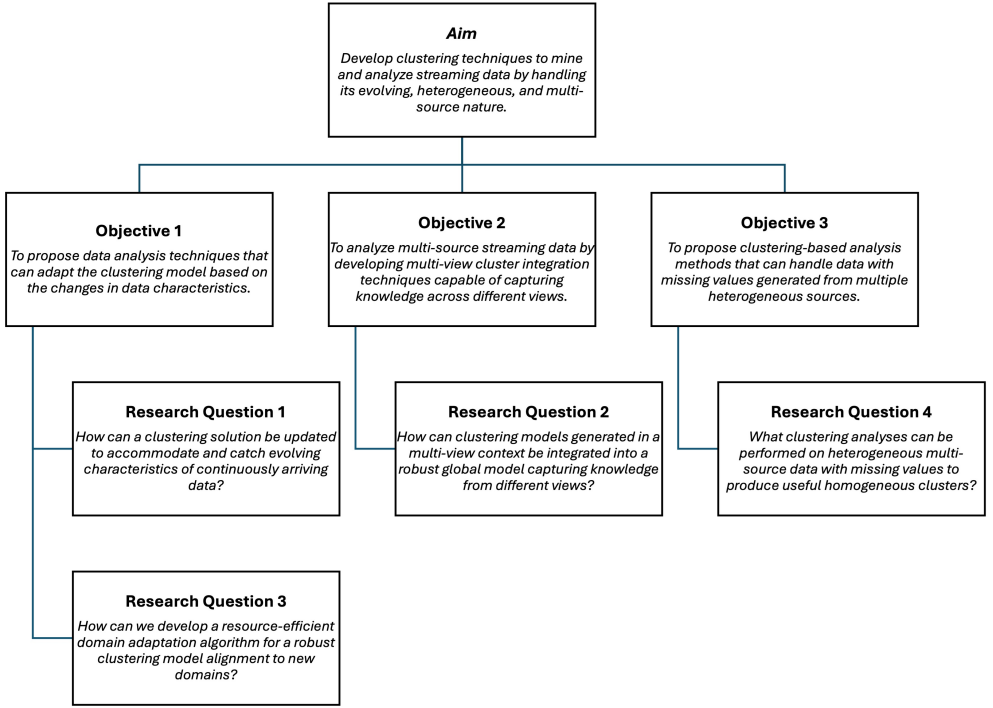 Aim
Develop clustering techniques to mine
and analyze streaming data by handling
its evolving, heterogeneous, and multi-
source nature.
Objective 1
To propose data analysis techniques that
can adapt the clustering model based on
the changes in data characteristics.
Objective 2
To analyze multi-source streaming data by
developing multi-view cluster integration
techniques capable of capturing
knowledge across different views.
Objective 3
To propose clustering-based analysis
methods that can handle data with
missing values generated from multiple
heterogeneous sources.
Research Question 1
How can a clustering solution be updated
to accommodate and catch evolving
characteristics of continuously arriving
data?
Research Question 2
How can clustering models generated in a
multi-view context be integrated into a
robust global model capturing knowledge
from different views?
Research Question 4
What clustering analyses can be
performed on heterogeneous multi-
source data with missing values to
produce useful homogeneous clusters?
Research Question 3
How can we develop a resource-efficient
domain adaptation algorithm for a robust
clustering model alignment to new
domains?